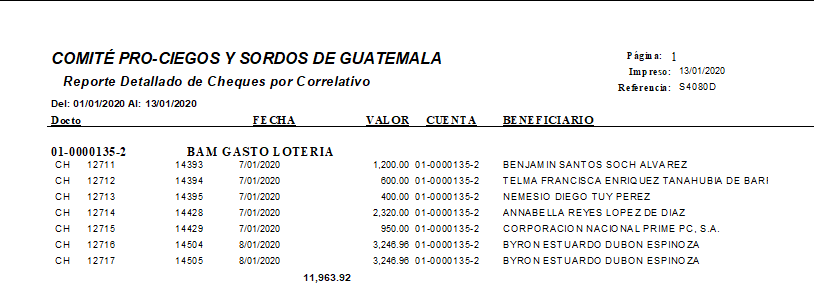 COMITÉ PRO-CIEGOS Y SORDOS DE GUATEMALA
Página: 1
Reporte Detallado de Cheques por Correlativo
Impreso: 13/01/2020
Referencia: S4080D
Del: 01/01/2020 Al: 13/01/2020
Docto FECHA VALOR CUENTA BENEFICIARIO
01-0000135-2 BAM GASTO LOTERIA
CH 12711 14393 7/01/2020 1,200.00 01-0000135-2 BENJAMIN SANTOS SOCH ALVAREZ
CH 12712 14394 7/01/2020 600.00 01-0000135-2 TELMA FRANCISCA ENRIQUEZ TANAHUBIA DE BARI
CH 12713 14395 7/01/2020 400.00 01-0000135-2 NEMESIO DIEGO TUY PEREZ
CH 12714 14428 7/01/2020 2,320.00 01-0000135-2 ANNABELLA REYES LOPEZ DE DIAZ
CH 12715 14429 7/01/2020 950.00 01-0000135-2 CORPORACION NACIONAL PRIME PC, S.A.
CH 12716 14504 8/01/2020 3,246.96 01-0000135-2 BYRON ESTUARDO DUBON ESPINOZA
CH 12717 14505 8/01/2020 3,246.96 01-0000135-2 BYRON ESTUARDO DUBON ESPINOZA
11,963.92